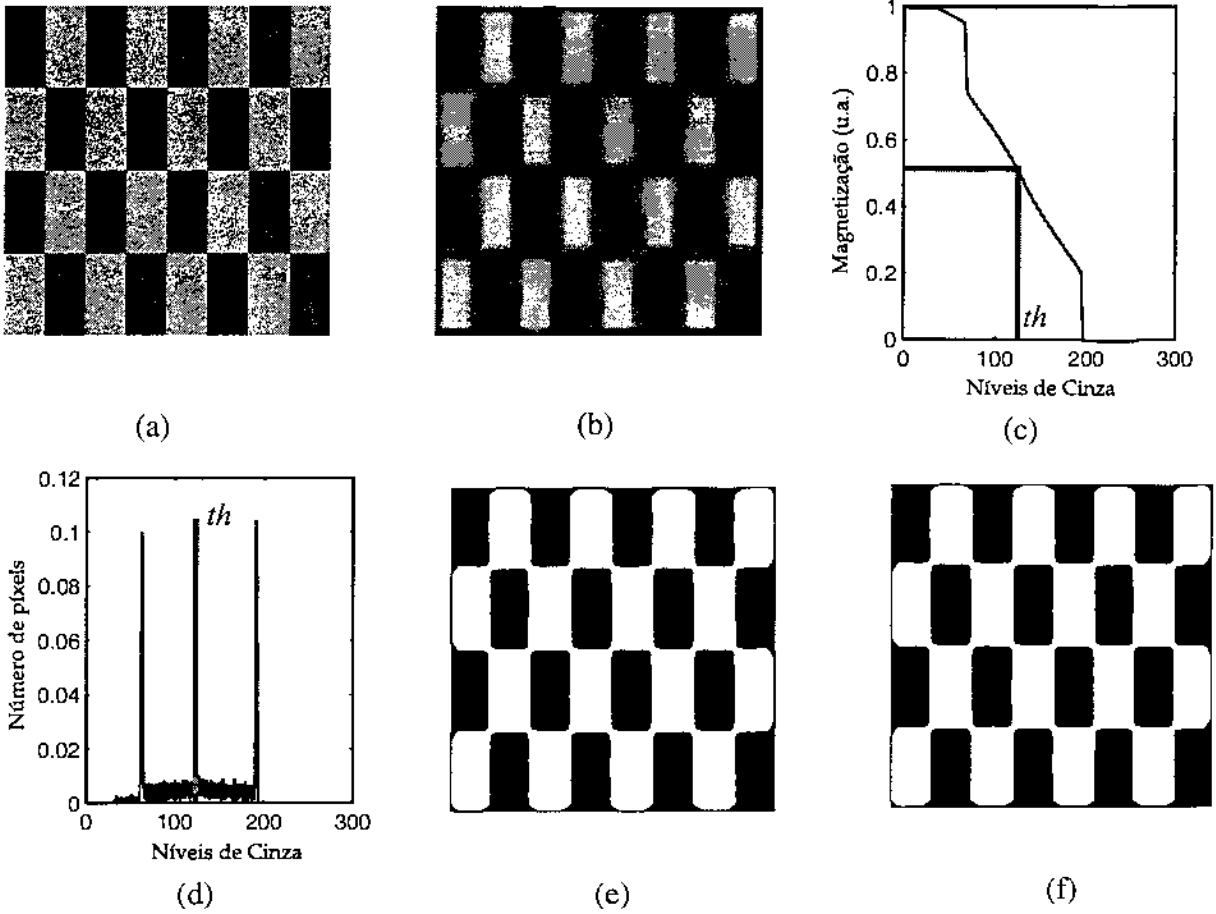 1
0.8
0.6
0.4
0.2
0
Magnetização (u.a.)
th
0 100 200 300
Níveis de Cinza
(a)
(b)
(c)
0.12
0.1
0.08
0.06
0.04
0.02
0
Número de píxels
th
0 100 200 300
Níveis de Cinza
(d)
(e)
(f)